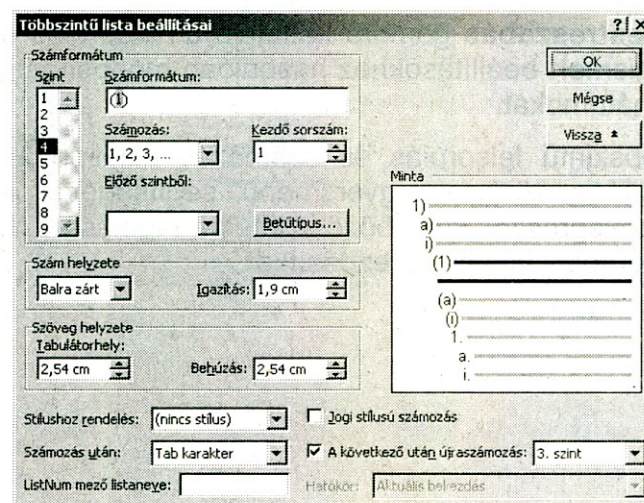 Többszintű lista beállításai
Számformátum
Szint
Számformátum:
1
2
3
4
5
6
7
8
9
(1)
Számozás:
Kezdő sorszám:
1, 2, 3, ...
1
Előző szintből:
Betűtípus...
OK
Mégse
Vissza
Minta
1)
a)
i)
(1)
(a)
(i)
1.
a.
i.
Szám helyzete
Balra zárt
Igazítás:
1,9 cm
Szöveg helyzete
Tabulátorhely:
2,54 cm
Behúzás:
2,54 cm
Stílushoz rendelés:
(nincs stílus)
Jogi stílusú számozás
Számozás után:
Tab karakter
A következő után újraszámozás:
3. szint
ListNum mező listaneve:
Hatókör:
Aktuális bekezdés